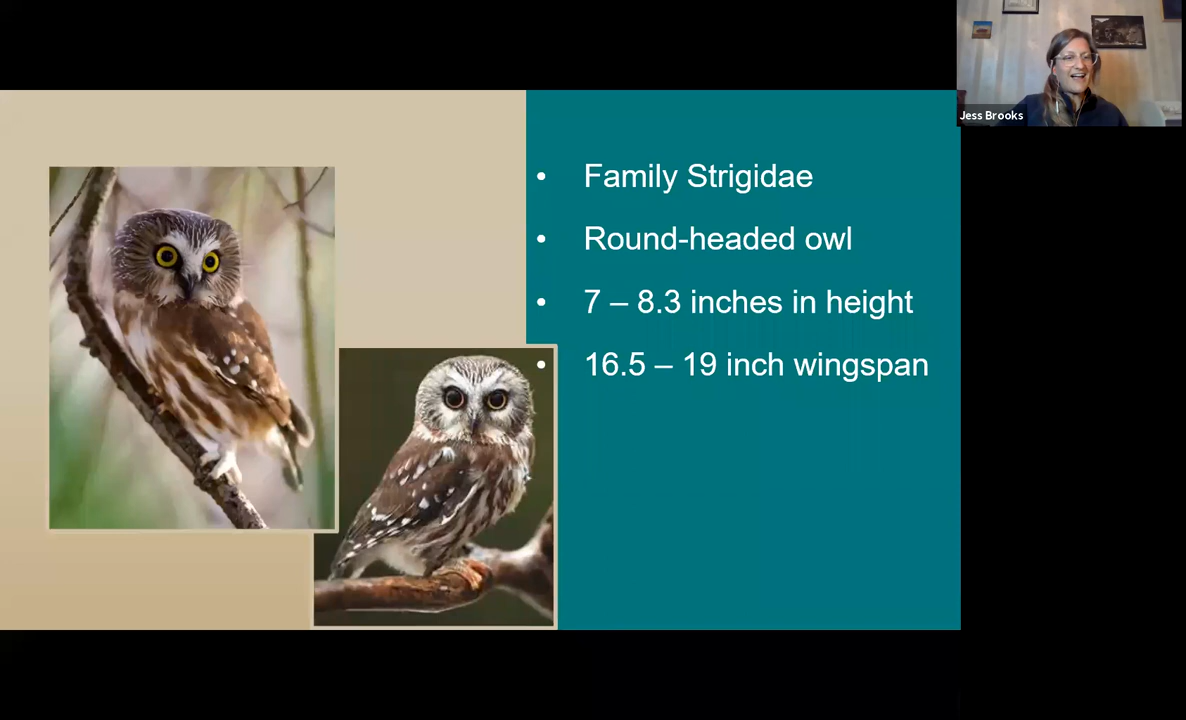 Jess Brooks
• Family Strigidae
• Round-headed owl
• 7 – 8.3 inches in height
• 16.5 – 19 inch wingspan